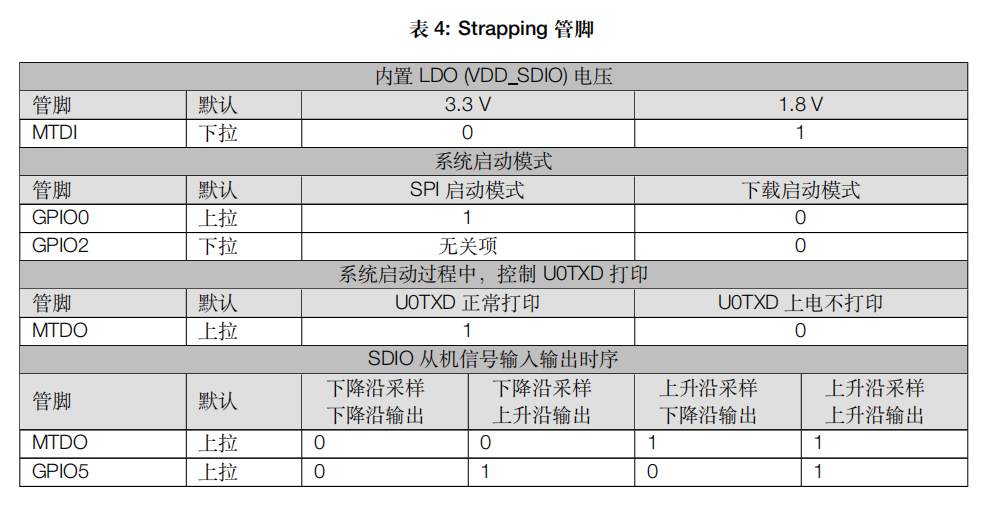 表 4: Strapping 管脚
内置 LDO (VDD_SDIO) 电压
管脚 默认 3.3 V 1.8 V
MTDI 下拉 0 1
系统启动模式
管脚 默认 SPI 启动模式 下载启动模式
GPIO0 上拉 1 0
GPIO2 下拉 无关项 0
系统启动过程中，控制 U0TXD 打印
管脚 默认 U0TXD 正常打印 U0TXD 上电不打印
MTDO 上拉 1 0
SDIO 从机信号输入输出时序
管脚 默认 下降沿采样 下降沿采样 上升沿采样 上升沿采样
下降沿输出 上升沿输出 下降沿输出 上升沿输出
MTDO 上拉 0 0 1 1
GPIO5 上拉 0 1 0 1